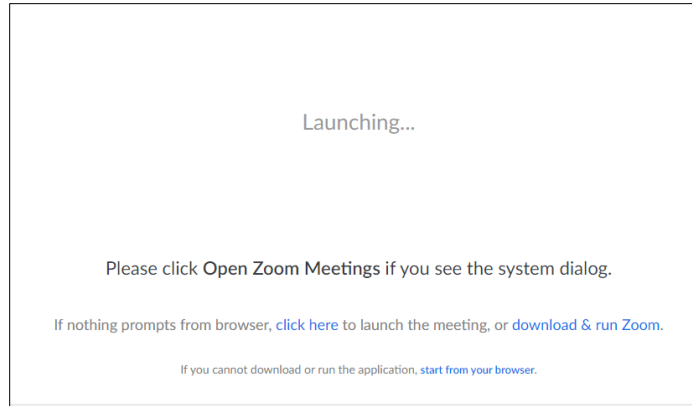 Launching...
Please click Open Zoom Meetings if you see the system dialog.
If nothing prompts from browser, click here to launch the meeting, or download & run Zoom.
If you cannot download or run the application, start from your browser.